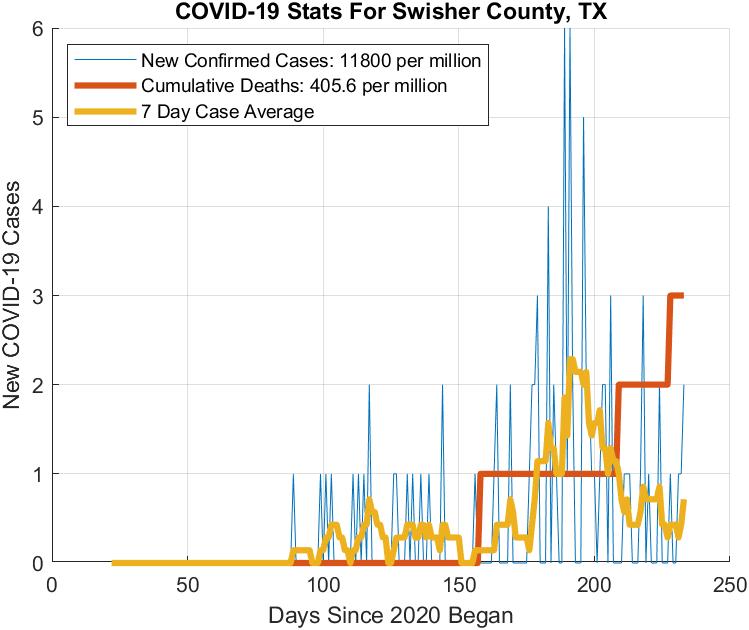 COVID-19 Stats For Swisher County, TX
New Confirmed Cases: 11800 per million
Cumulative Deaths: 405.6 per million
7 Day Case Average
New COVID-19 Cases
6
5
4
3
2
1
0
0 50 100 150 200 250
Days Since 2020 Began